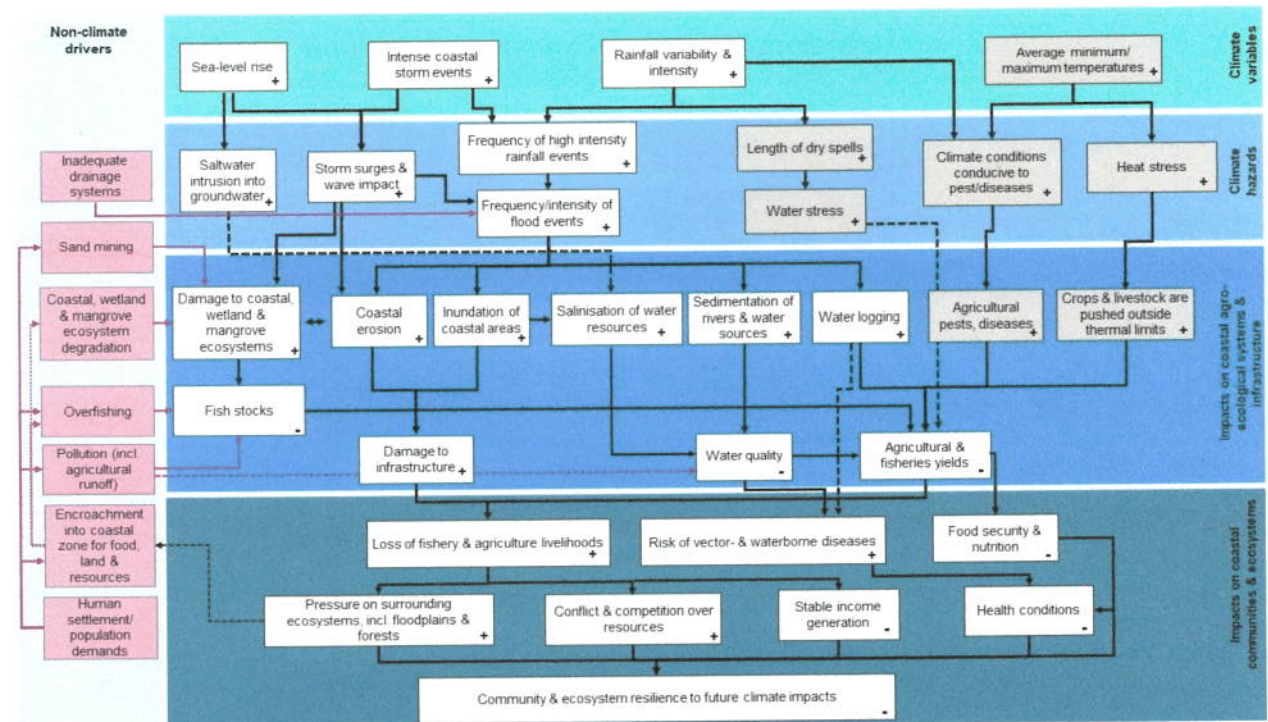 Non-climate
drivers
Sea-level rise
+
Intense coastal
storm events
+
Rainfall variability &
intensity
+
Average minimum/
maximum temperatures
+
Climate
variables
Inadequate
drainage
systems
Saltwater
intrusion into
groundwater
+
Storm surges &
wave impact
+
Frequency of high intensity
rainfall events
+
Frequency/intensity of
flood events
+
Length of dry spells
+
Water stress
+
Climate conditions
conducive to
pest/diseases
+
Heat stress
+
Climate
hazards
Sand mining
Coastal, wetland
& mangrove
ecosystem
degradation
Damage to coastal,
wetland &
mangrove
ecosystems
+
Coastal
erosion
+
Inundation of
coastal areas
+
Salinisation of water
resources
+
Sedimentation of
rivers & water
sources
+
Water logging
+
Agricultural
pests, diseases
+
Crops & livestock are
pushed outside
thermal limits
+
Impacts on coastal agro-
ecological systems &
infrastructure
Overfishing
Fish stocks
-
Pollution (incl.
agricultural
runoff)
Damage to
infrastructure
+
Water quality
-
Agricultural &
fisheries yields
-
Encroachment
into coastal
zone for food,
land &
resources
Loss of fishery & agriculture livelihoods
+
Risk of vector- & waterborne diseases
+
Food security &
nutrition
-
Human
settlement/
population
demands
Pressure on surrounding
ecosystems, incl. floodplains &
forests
+
Conflict & competition over
resources
+
Stable income
generation
-
Health conditions
-
Impacts on coastal
communities & ecosystems
Community & ecosystem resilience to future climate impacts
-